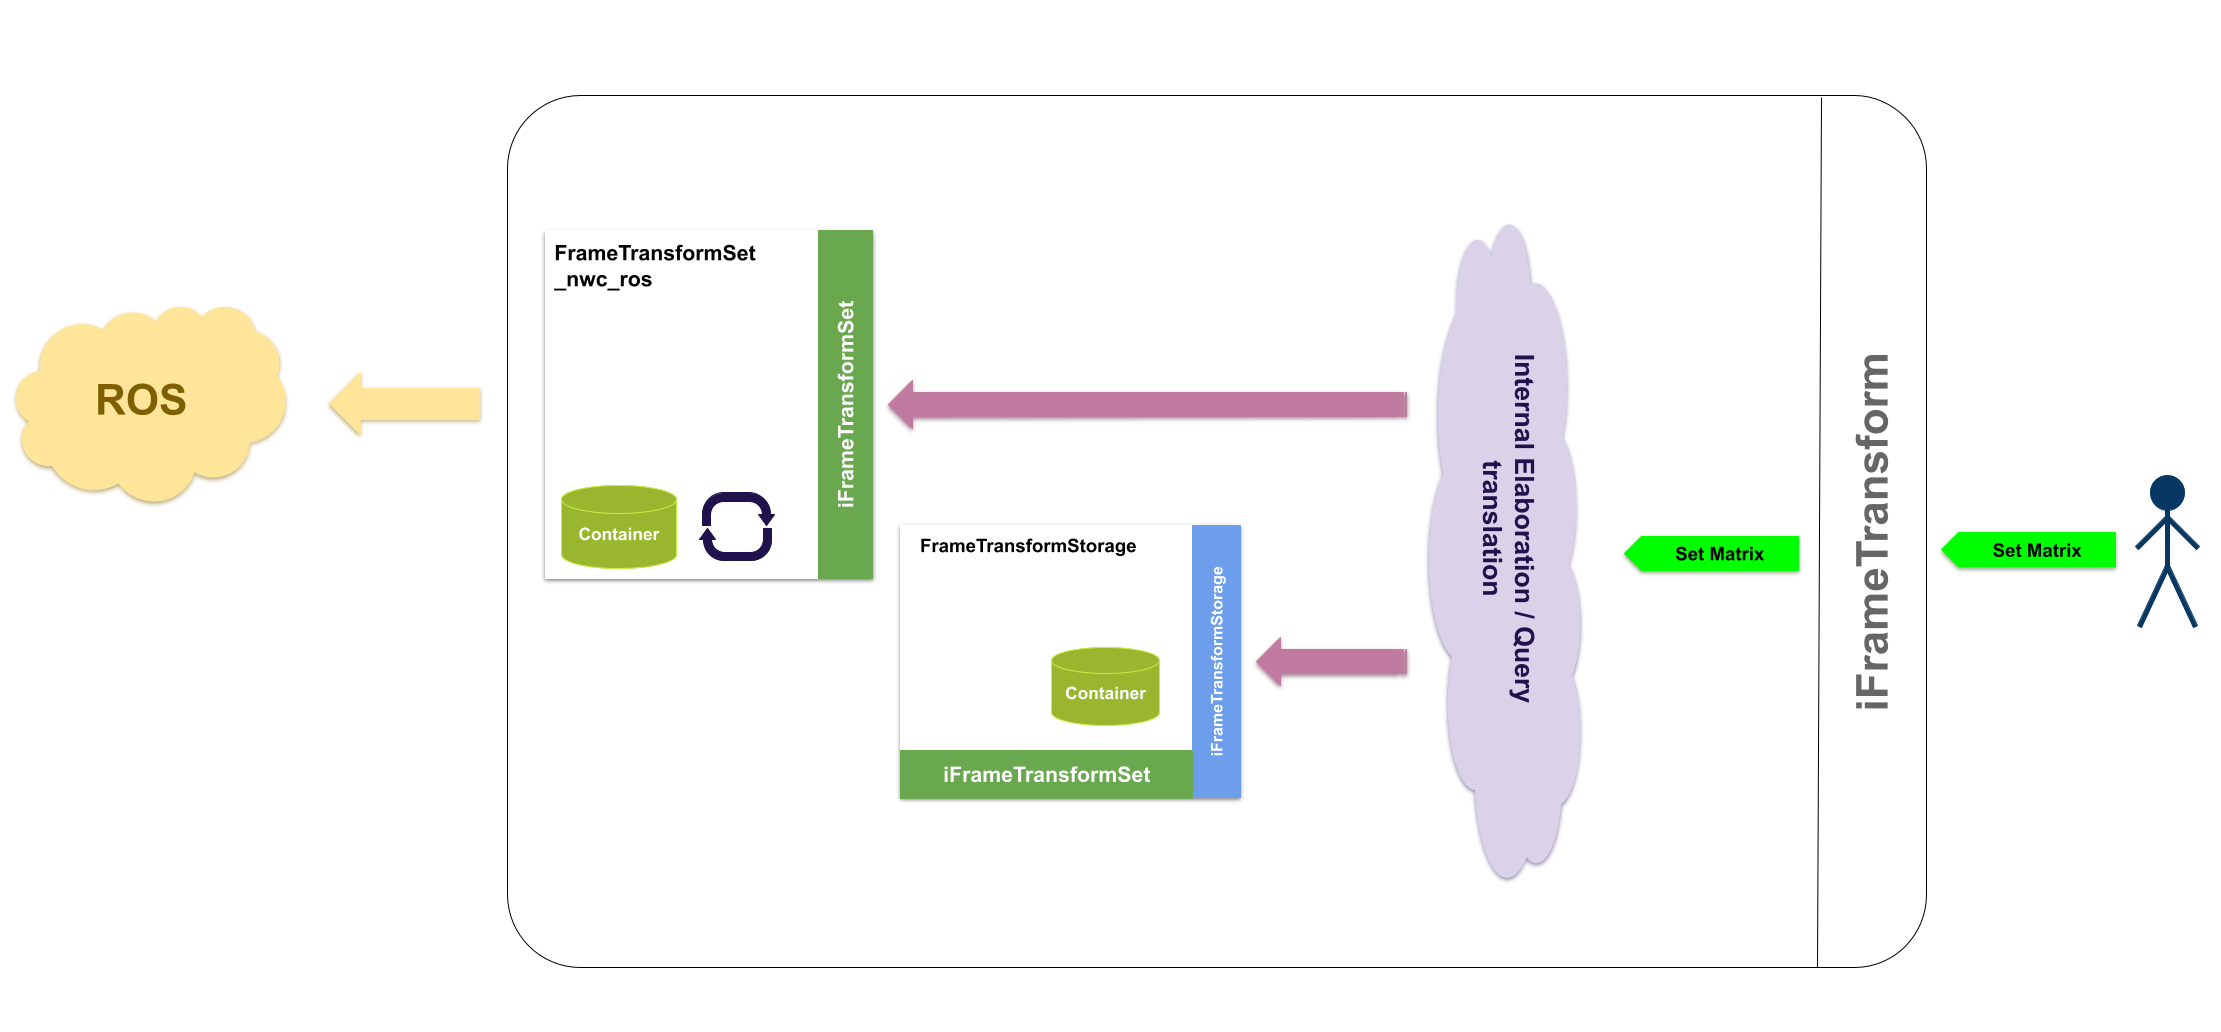 FrameTransformSet
_nwc_ros
iFrameTransformSet
Container
ROS
FrameTransformStorage
iFrameTransformStorage
Container
iFrameTransformSet
Internal Elaboration / Query
translation
Set Matrix
iFrameTransform
Set Matrix